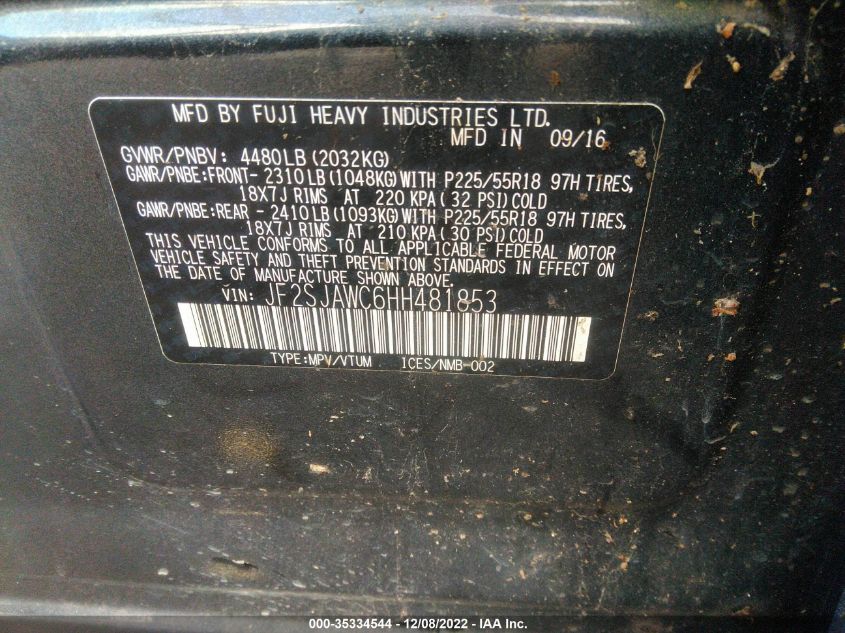 MFD BY FUJI HEAVY INDUSTRIES LTD.
MFD IN 09/16
GVWR/PNBV: 4480LB (2032KG)
GAWR/PNBE:FRONT- 2310LB (1048KG) WITH P225/55R18 97H TIRES,
18X7J RIMS AT 220 KPA (32 PSI) COLD
GAWR/PNBE:REAR - 2410LB (1093KG) WITH P225/55R18 97H TIRES,
18X7J RIMS AT 210 KPA (30 PSI) COLD
THIS VEHICLE CONFORMS TO ALL APPLICABLE FEDERAL MOTOR
VEHICLE SAFETY AND THEFT PREVENTION STANDARDS IN EFFECT ON
THE DATE OF MANUFACTURE SHOWN ABOVE.
VIN: JF2SJAWC6HH481853
TYPE:MPV/VTUM ICES/NMB-002
000-35334544 - 12/08/2022 - IAA Inc.